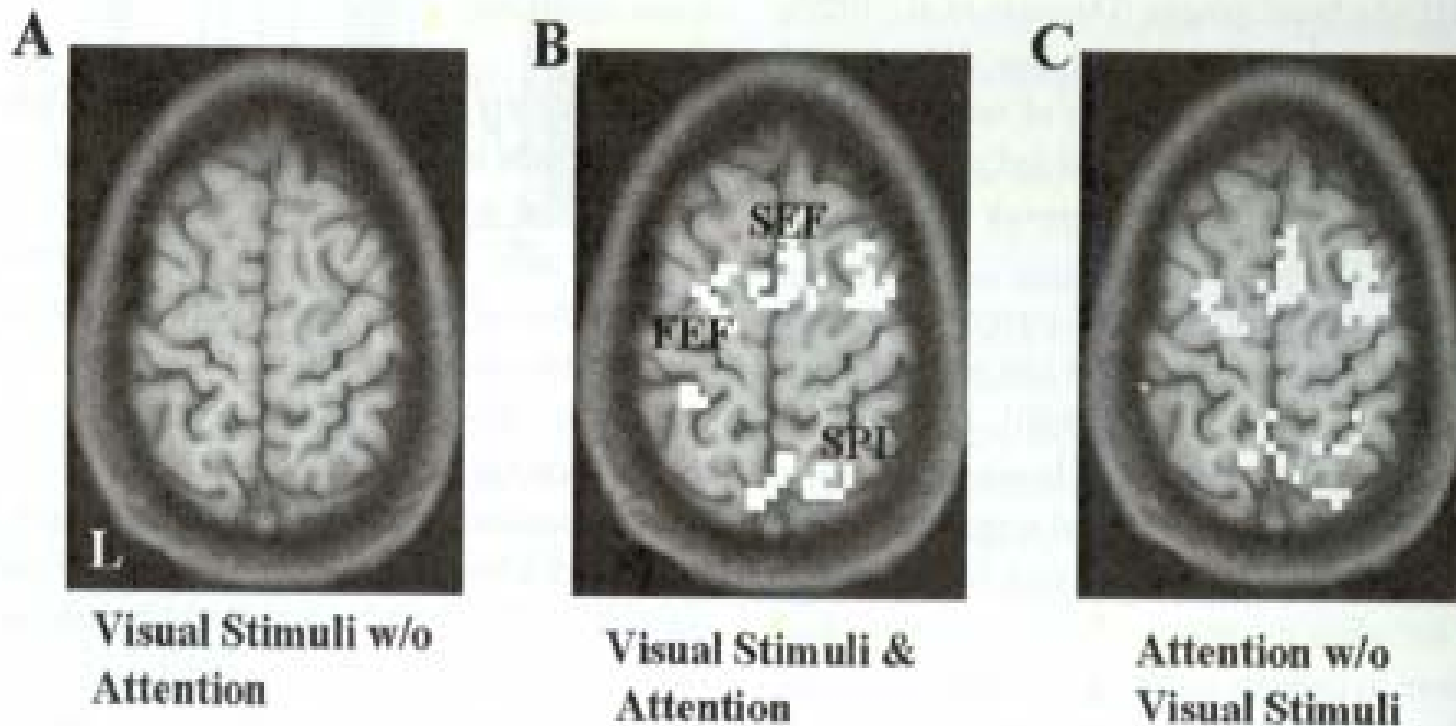 A
B
C
SEF
FEF
SPL
L
Visual Stimuli w/o
Attention
Visual Stimuli &
Attention
Attention w/o
Visual Stimuli